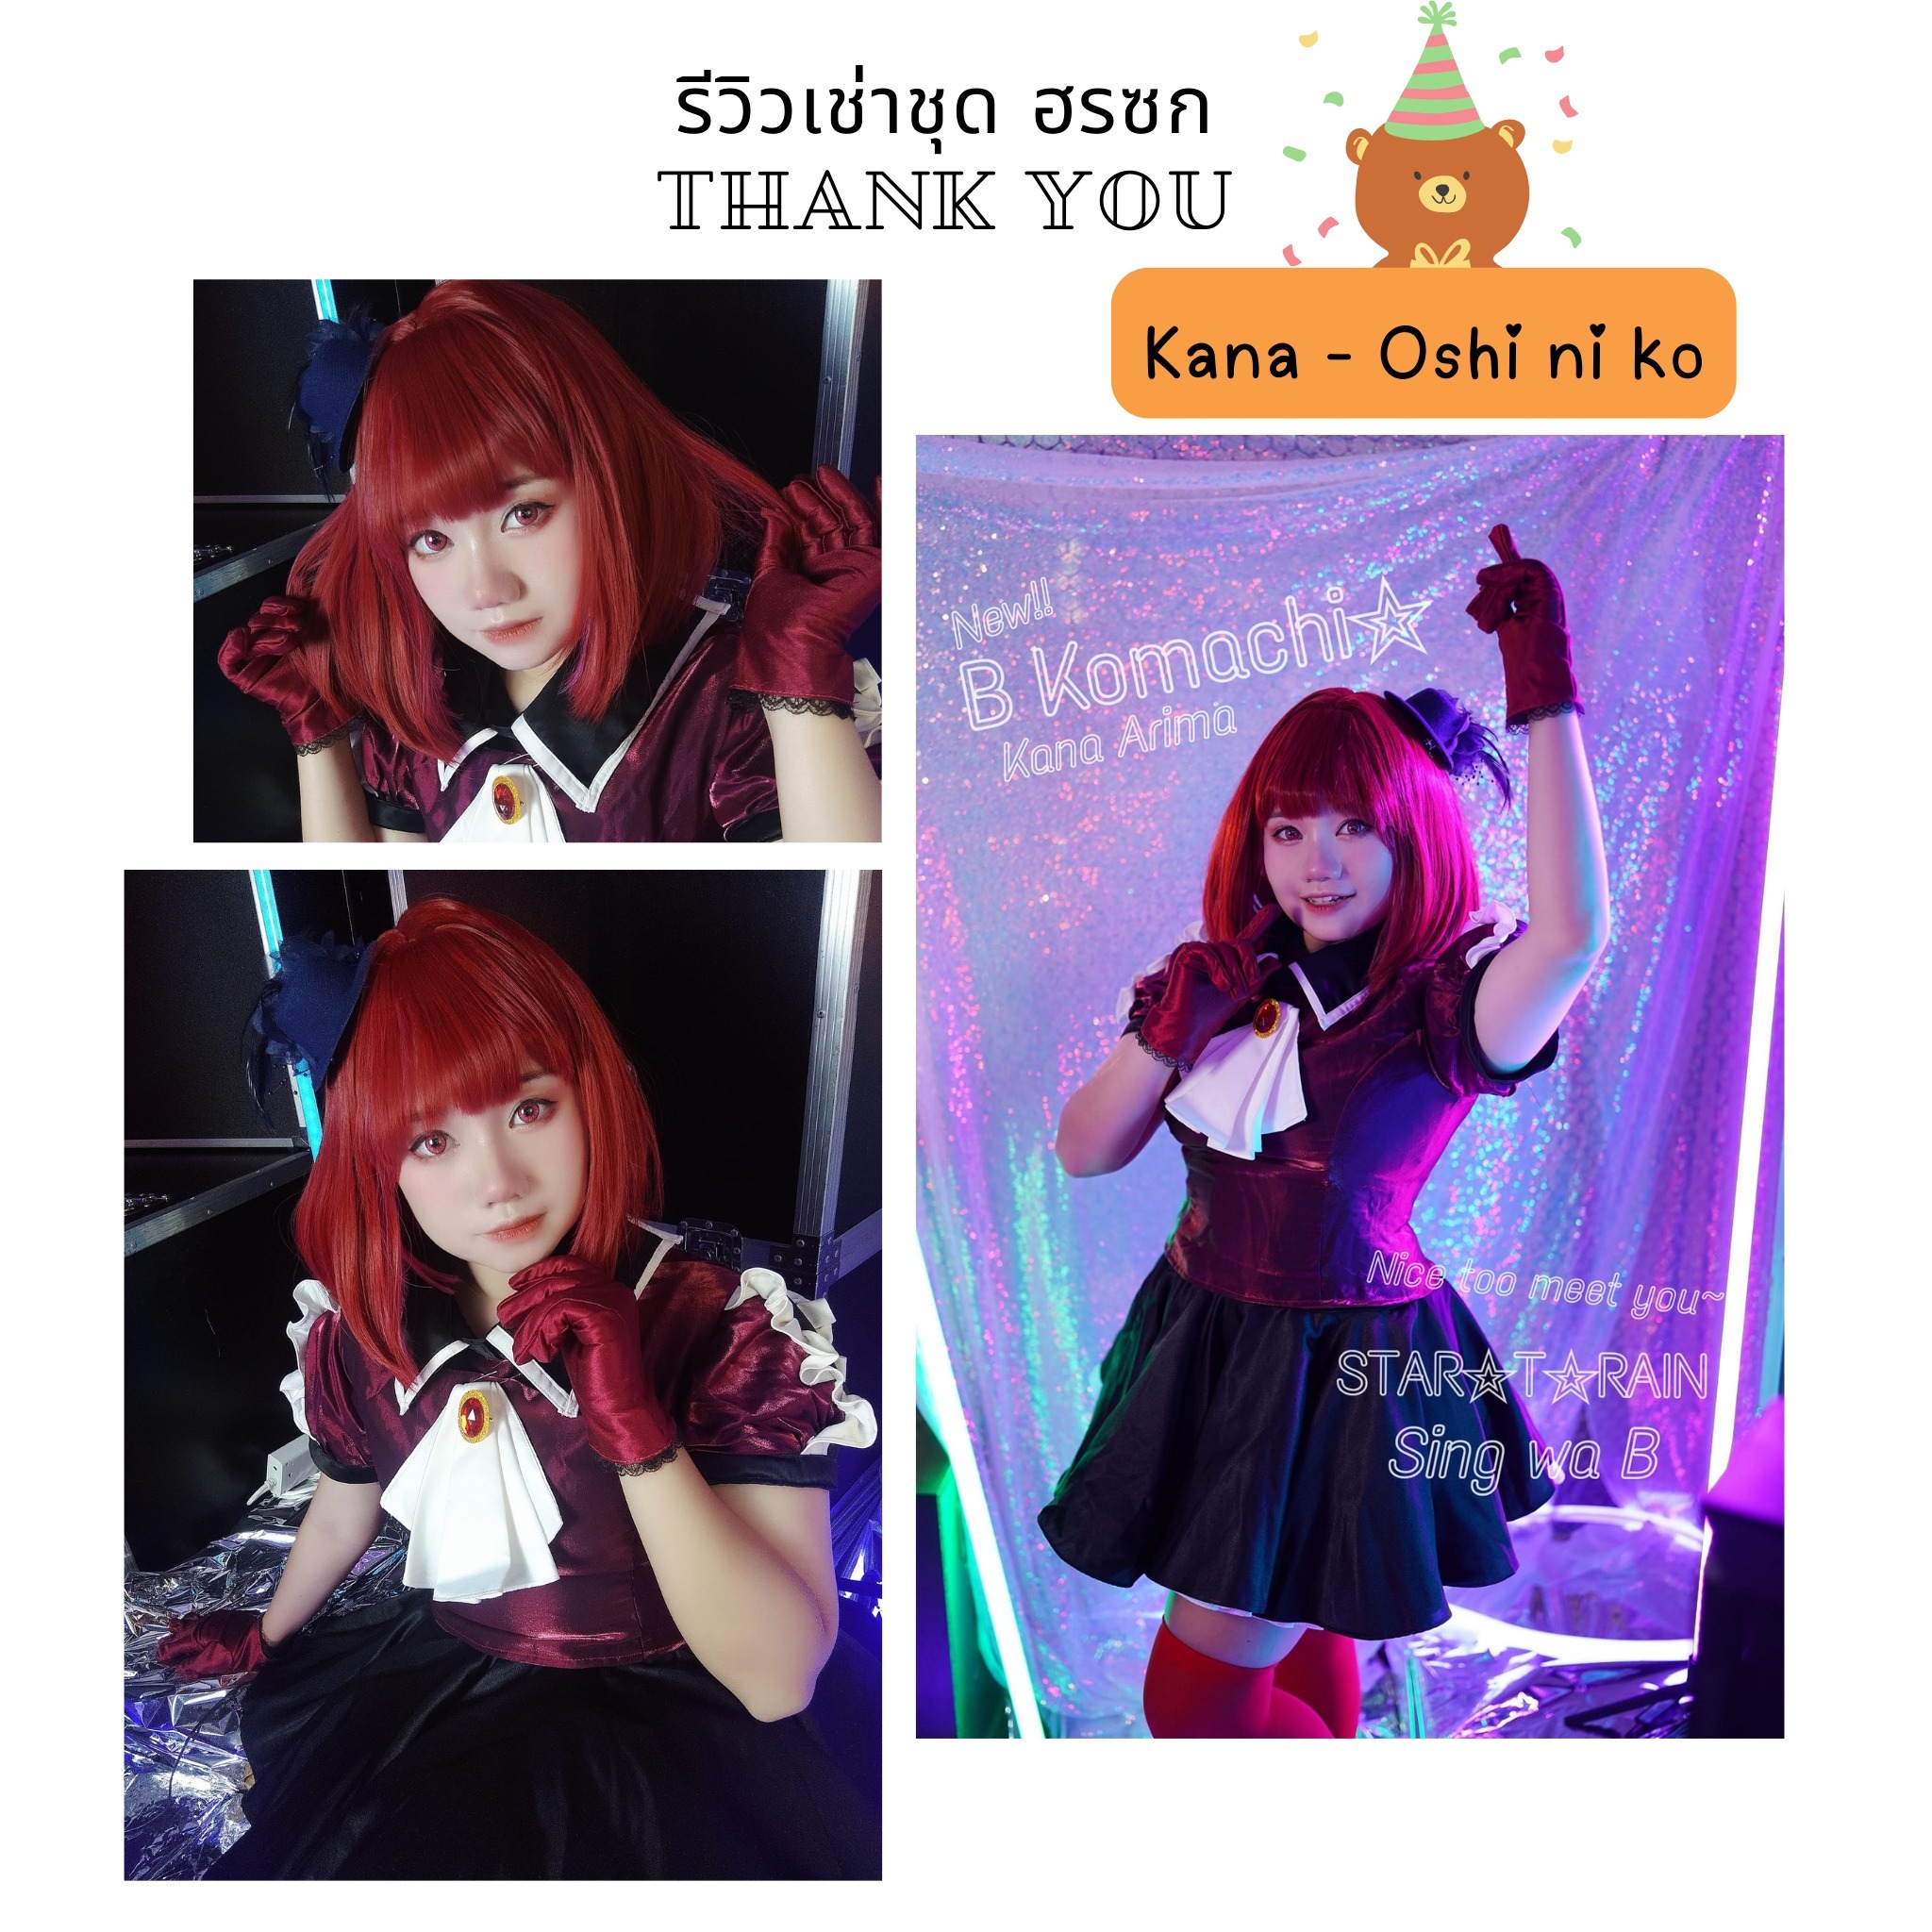 รีวิวเช่าชุด ฮรซก
THANK YOU
Kana - Oshi ni ko
New!!
B Komachi☆
Kana Arima
Nice too meet you~
STAR☆T☆RAIN
Sing wa B